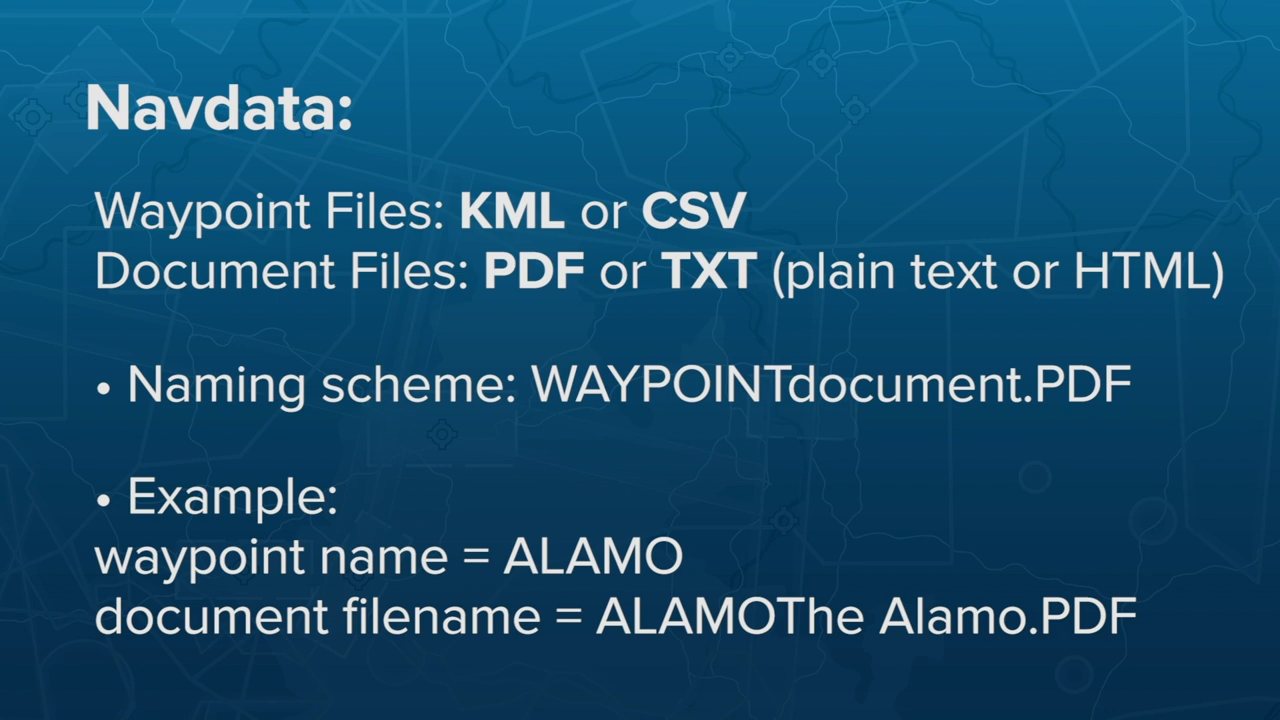 Navdata:
Waypoint Files: KML or CSV
Document Files: PDF or TXT (plain text or HTML)
• Naming scheme: WAYPOINTdocument.PDF
• Example:
waypoint name = ALAMO
document filename = ALAMOThe Alamo.PDF